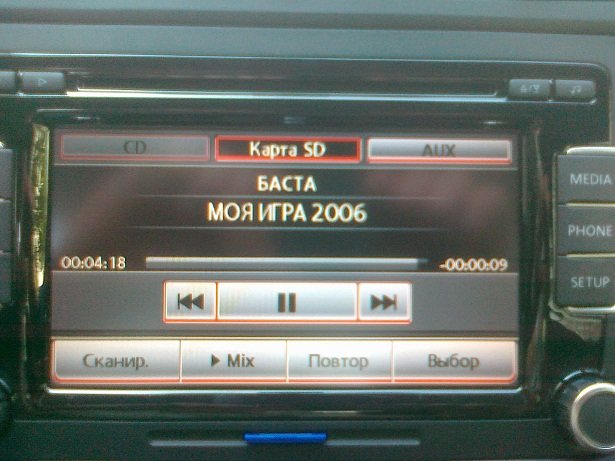 CD Карта SD AUX
БАСТА
МОЯ ИГРА 2006
00:04:18 -00:00:09
Сканир. Mix Повтор Выбор
MEDIA
PHONE
SETUP